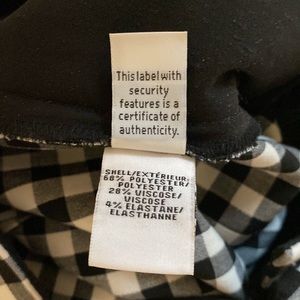 This label with
security
features is a
certificate of
authenticity.
SHELL/EXTÉRIEUR:
68% POLYESTER/
POLYESTER
28% VISCOSE/
VISCOSE
4% ELASTANE/
ELASTHANNE